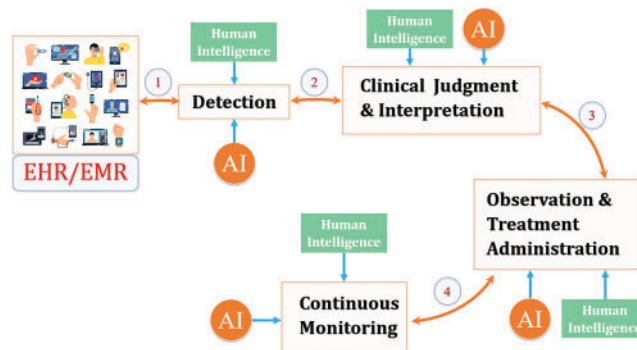 Human
Intelligence
Human
Intelligence
AI
1
2
Detection
Clinical Judgment
& Interpretation
AI
EHR/EMR
3
Observation &
Treatment
Administration
Human
Intelligence
4
AI
Continuous
Monitoring
AI
Human
Intelligence